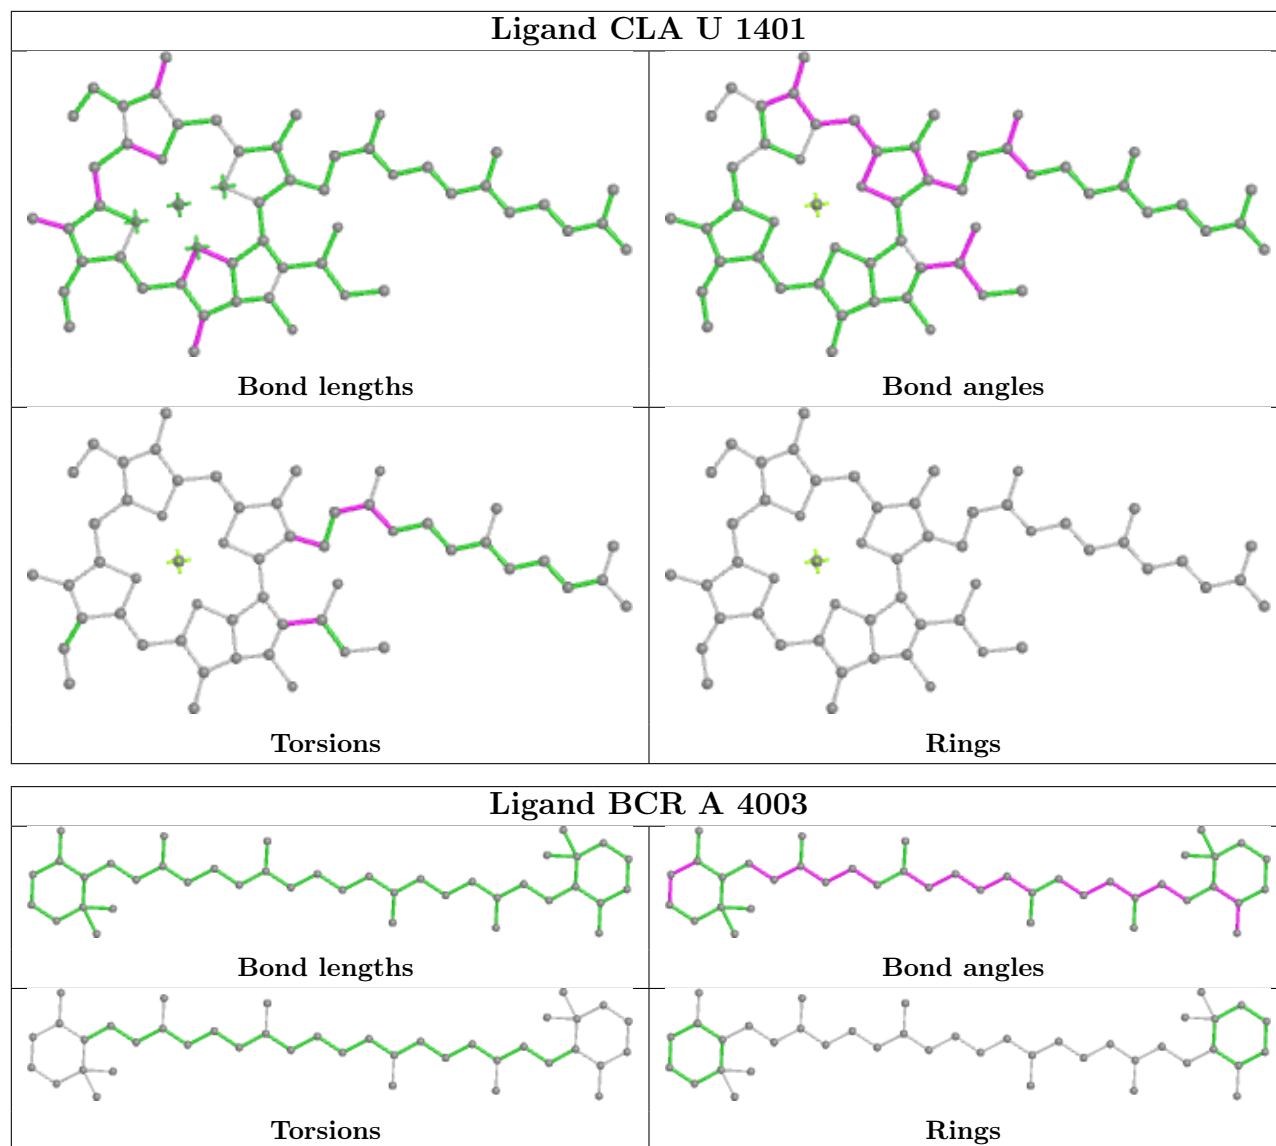 Ligand CLA U 1401
Bond lengths
Bond angles
Torsions
Rings
Ligand BCR A 4003
Bond lengths
Bond angles
Torsions
Rings